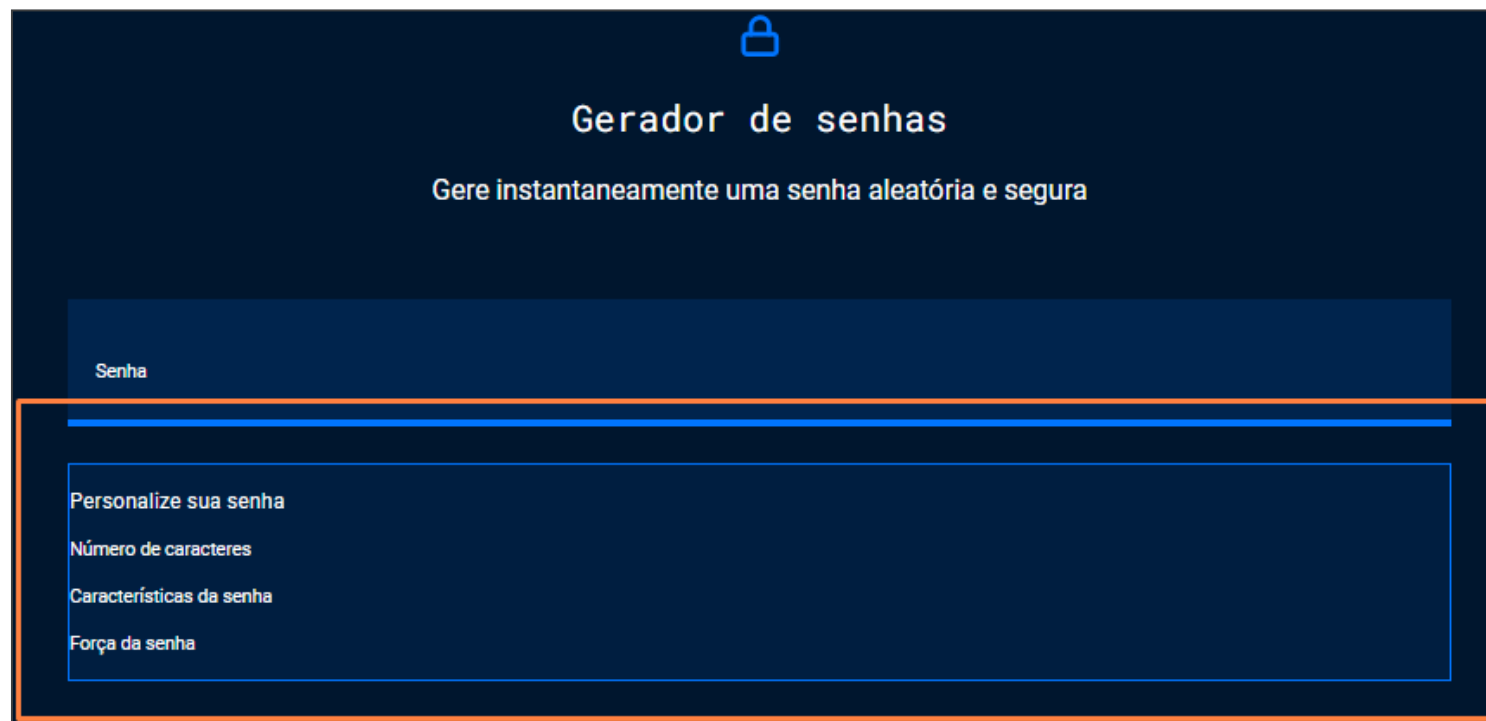 Gerador de senhas
Gere instantaneamente uma senha aleatória e segura
Senha
Personalize sua senha
Número de caracteres
Características da senha
Força da senha